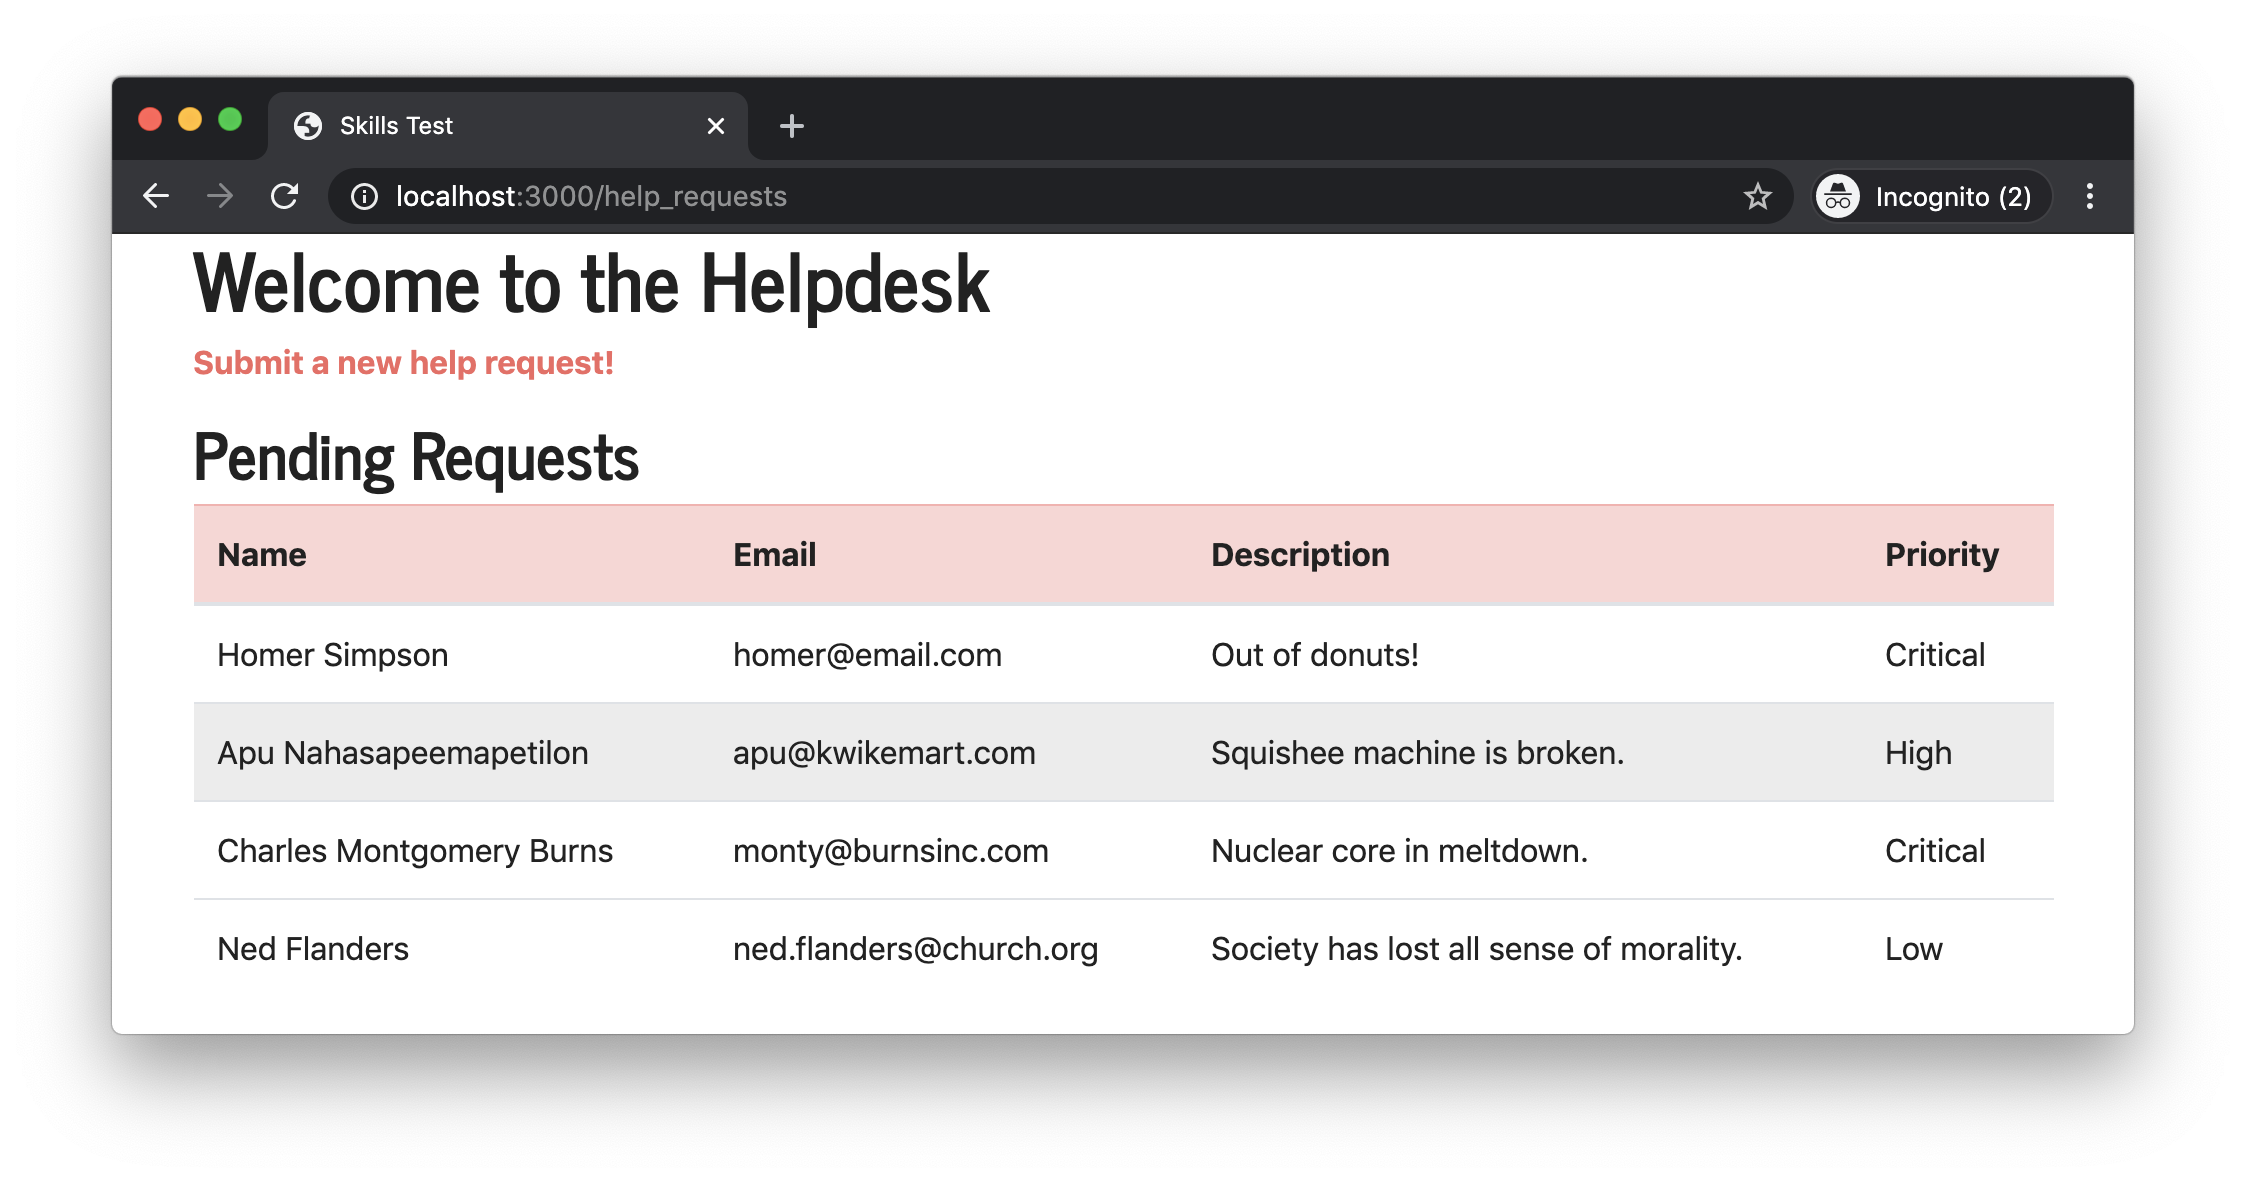 Skills Test
localhost:3000/help_requests
Incognito (2)
Welcome to the Helpdesk
Submit a new help request!
Pending Requests
Name Email Description Priority
Homer Simpson homer@email.com Out of donuts! Critical
Apu Nahasapeemapetilon apu@kwikemart.com Squishee machine is broken. High
Charles Montgomery Burns monty@burnsinc.com Nuclear core in meltdown. Critical
Ned Flanders ned.flanders@church.org Society has lost all sense of morality. Low